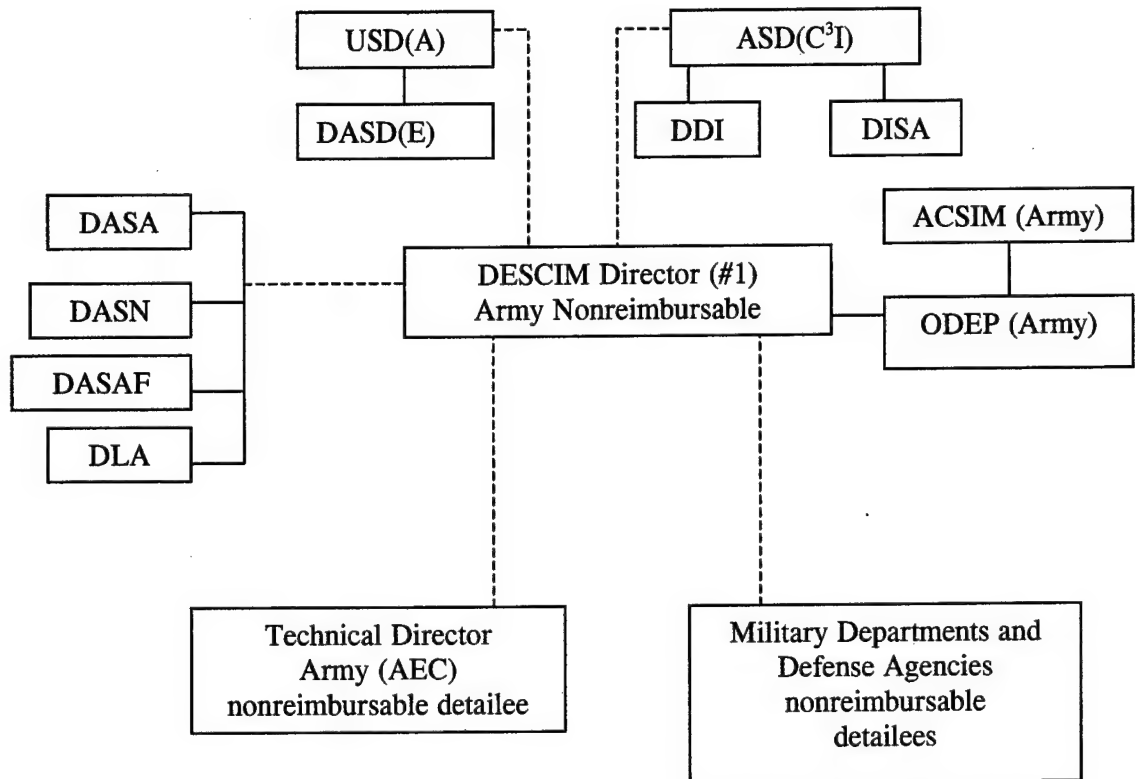 USD(A)
ASD(C³I)
DASD(E)
DDI
DISA
DASA
ACSIM (Army)
DESCIM Director (#1)
Army Nonreimbursable
DASN
ODEP (Army)
DASAF
DLA
Technical Director
Army (AEC)
nonreimbursable detailee
Military Departments and
Defense Agencies
nonreimbursable
detailees